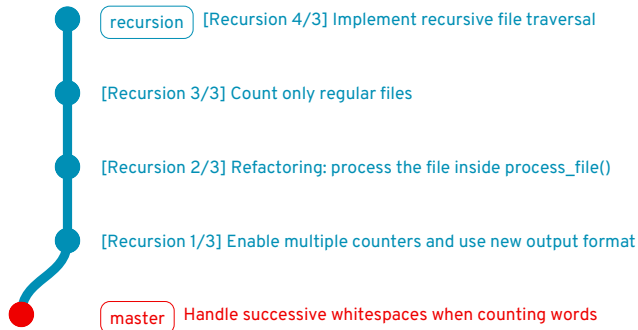 recursion [Recursion 4/3] Implement recursive file traversal
[Recursion 3/3] Count only regular files
[Recursion 2/3] Refactoring: process the file inside process_file()
[Recursion 1/3] Enable multiple counters and use new output format
master Handle successive whitespaces when counting words